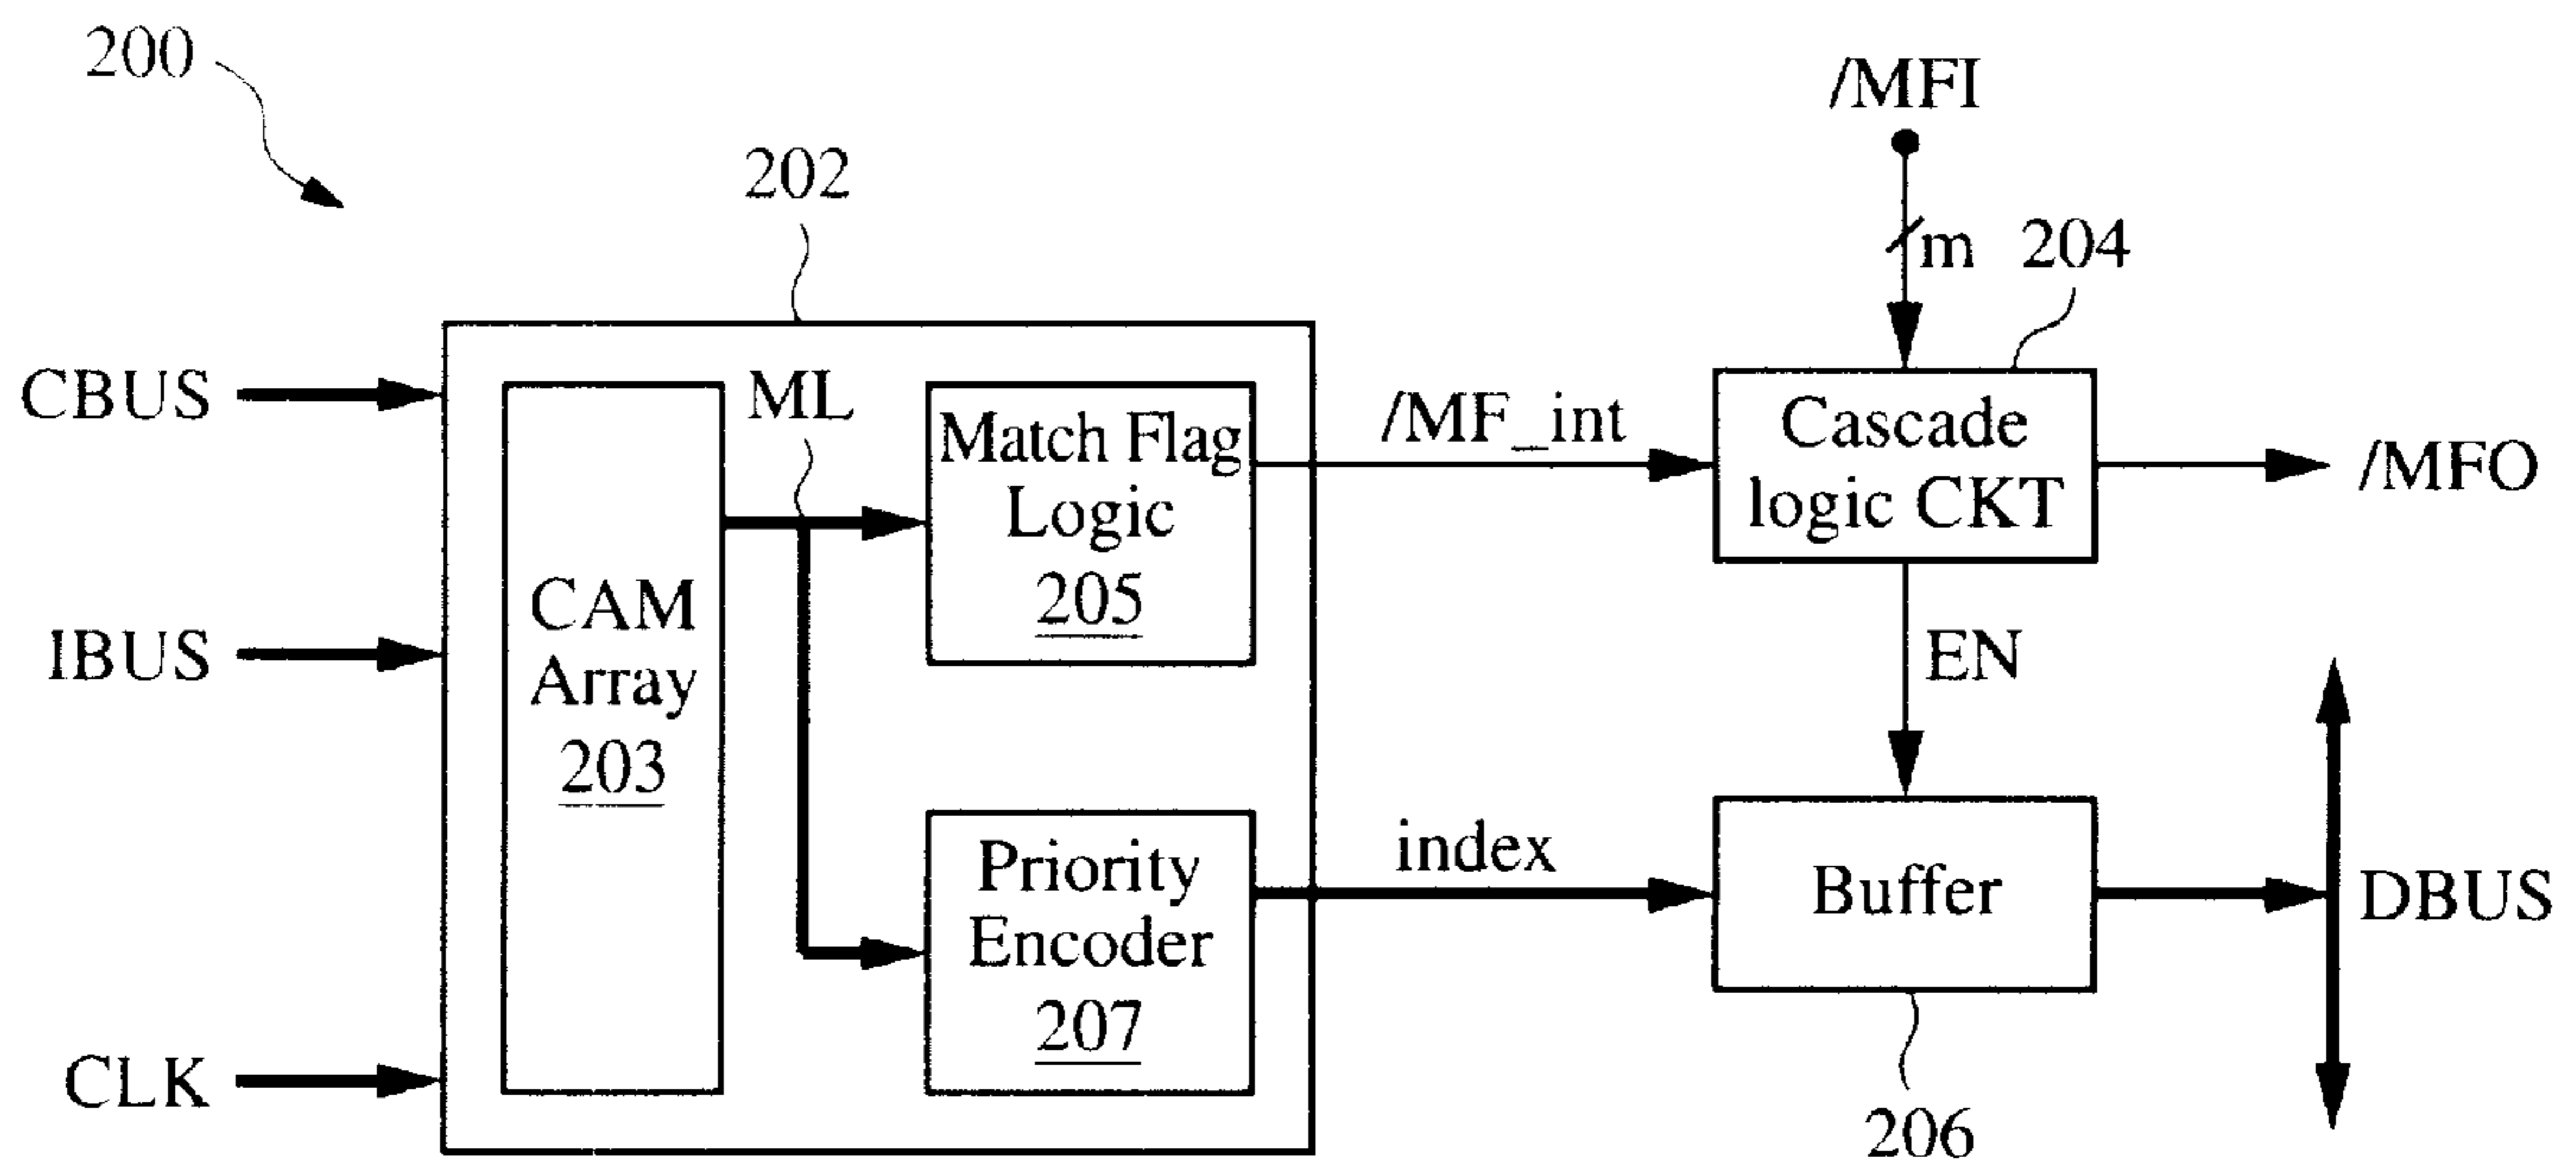 200
/MFI
202
m
204
CBUS
ML
Match Flag
Logic
205
/MF_int
Cascade
logic CKT
/MFO
CAM
Array
203
IBUS
EN
Priority
Encoder
207
index
Buffer
DBUS
CLK
206